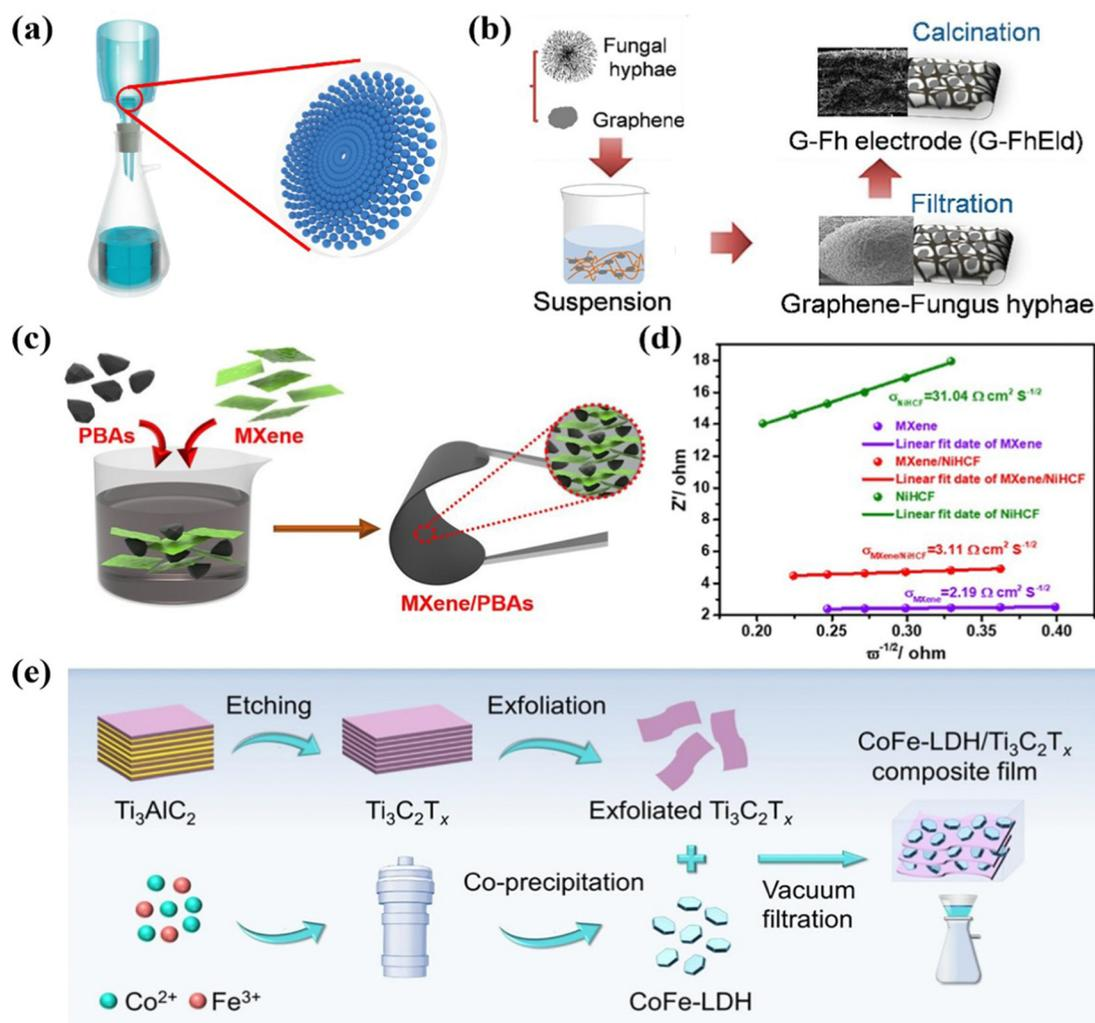 (a)
(b)
Fungal
hyphae
Graphene
Suspension
Calcination
G-Fh electrode (G-FhEld)
Filtration
Graphene-Fungus hyphae
(c)
PBAs
MXene
MXene/PBAs
(d)
18
16
14
12
10
8
6
4
2
Z'/ ohm
σNiHCF=31.04 Ω cm² S⁻¹/²
MXene
Linear fit date of MXene
MXene/NiHCF
Linear fit date of MXene/NiHCF
NiHCF
Linear fit date of NiHCF
σMXene/NiHCF=3.11 Ω cm² S⁻¹/²
σMXene=2.19 Ω cm² S⁻¹/²
0.20 0.25 0.30 0.35 0.40
ϖ⁻¹/²/ ohm
(e)
Etching
Exfoliation
Ti₃AlC₂
Ti₃C₂Tₓ
Exfoliated Ti₃C₂Tₓ
CoFe-LDH/Ti₃C₂Tₓ
composite film
Co-precipitation
Vacuum
filtration
Co²⁺ Fe³⁺
CoFe-LDH